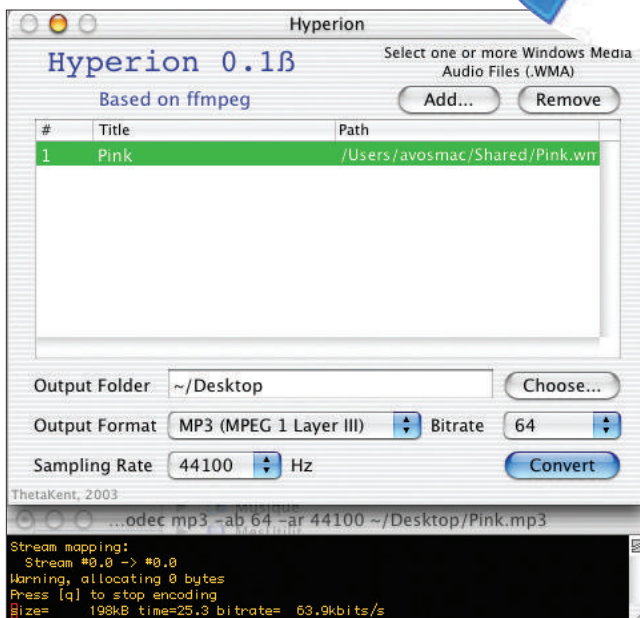 Hyperion
Hyperion 0.1ß
Select one or more Windows Media
Audio Files (.WMA)
Based on ffmpeg
Add... Remove
# Title Path
1 Pink /Users/avosmac/Shared/Pink.wm
Output Folder ~/Desktop Choose...
Output Format MP3 (MPEG 1 Layer III) Bitrate 64
Sampling Rate 44100 Hz Convert
ThetaKent, 2003
...odec mp3 -ab 64 -ar 44100 ~/Desktop/Pink.mp3
Stream mapping:
Stream #0.0 -> #0.0
Warning, allocating 0 bytes
Press [q] to stop encoding
size= 198kB time=25.3 bitrate= 63.9kbits/s